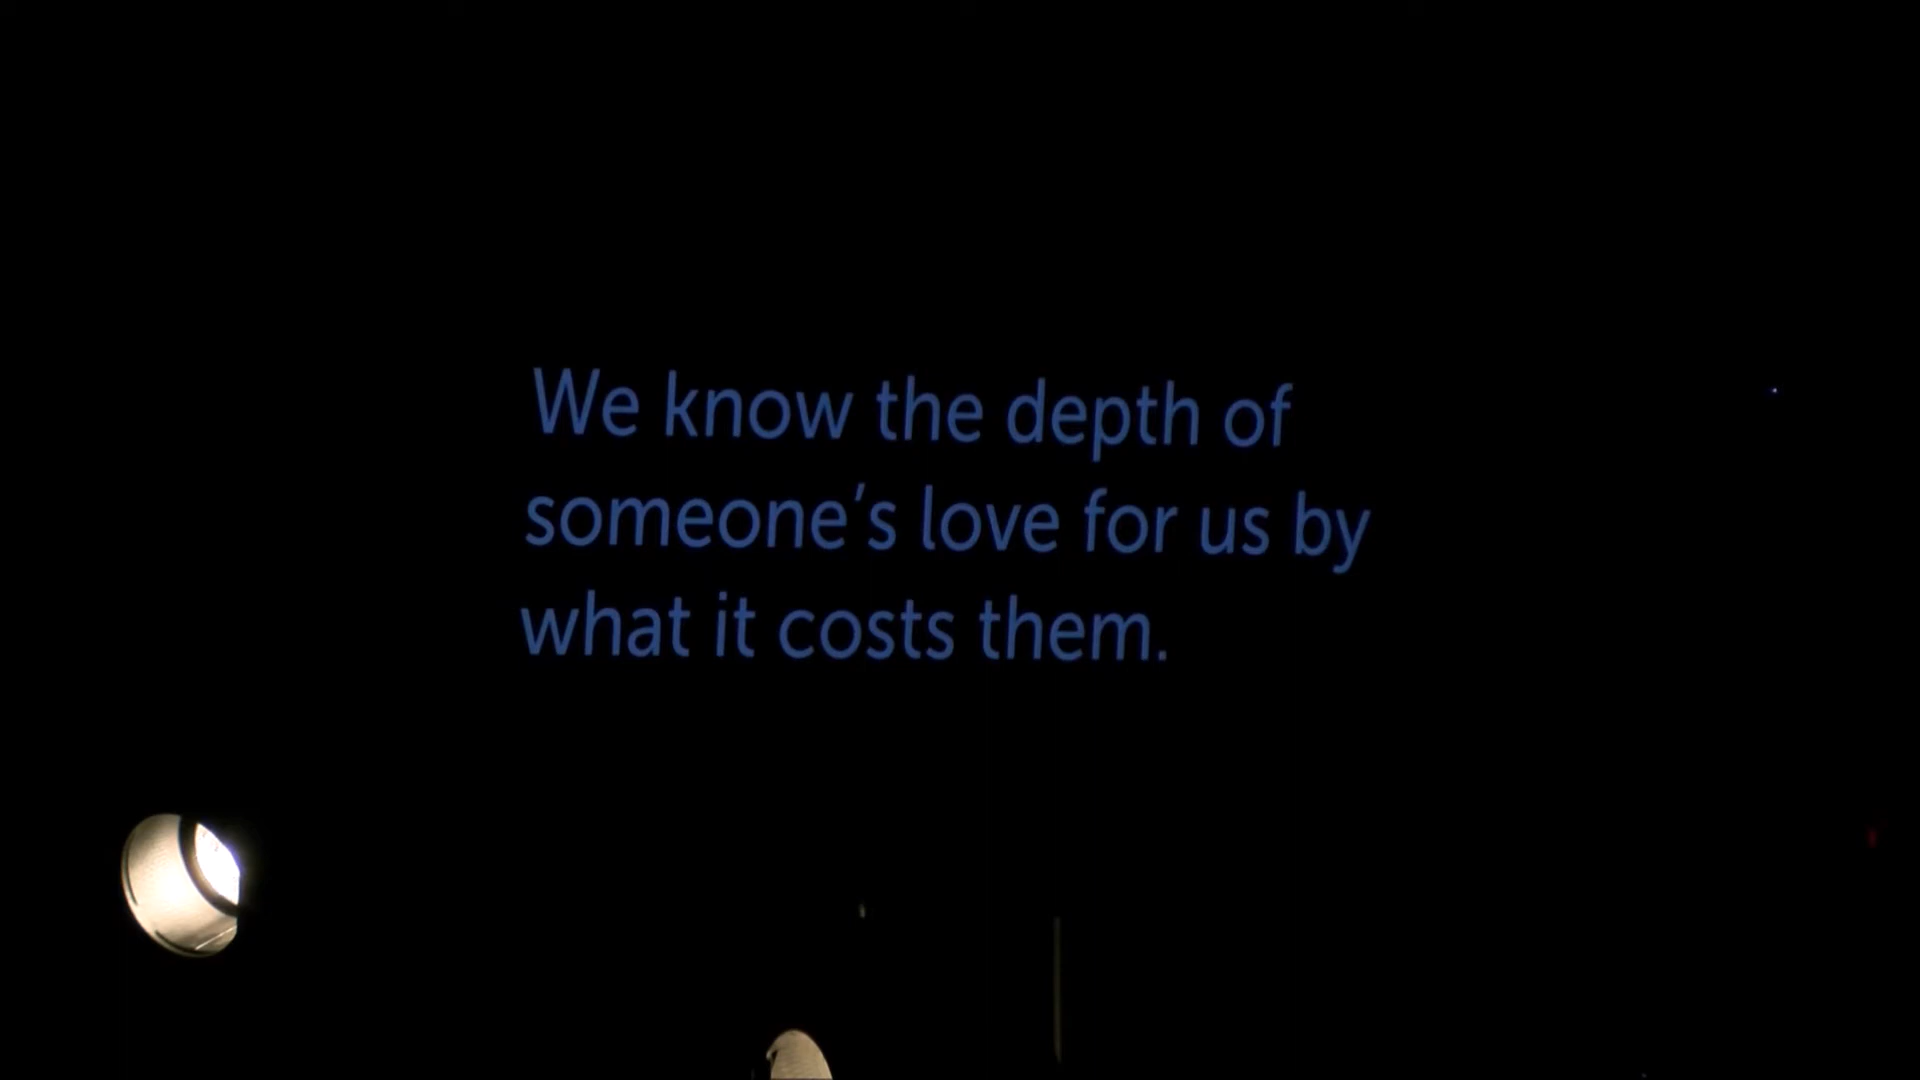 We know the depth of
someone's love for us by
what it costs them.